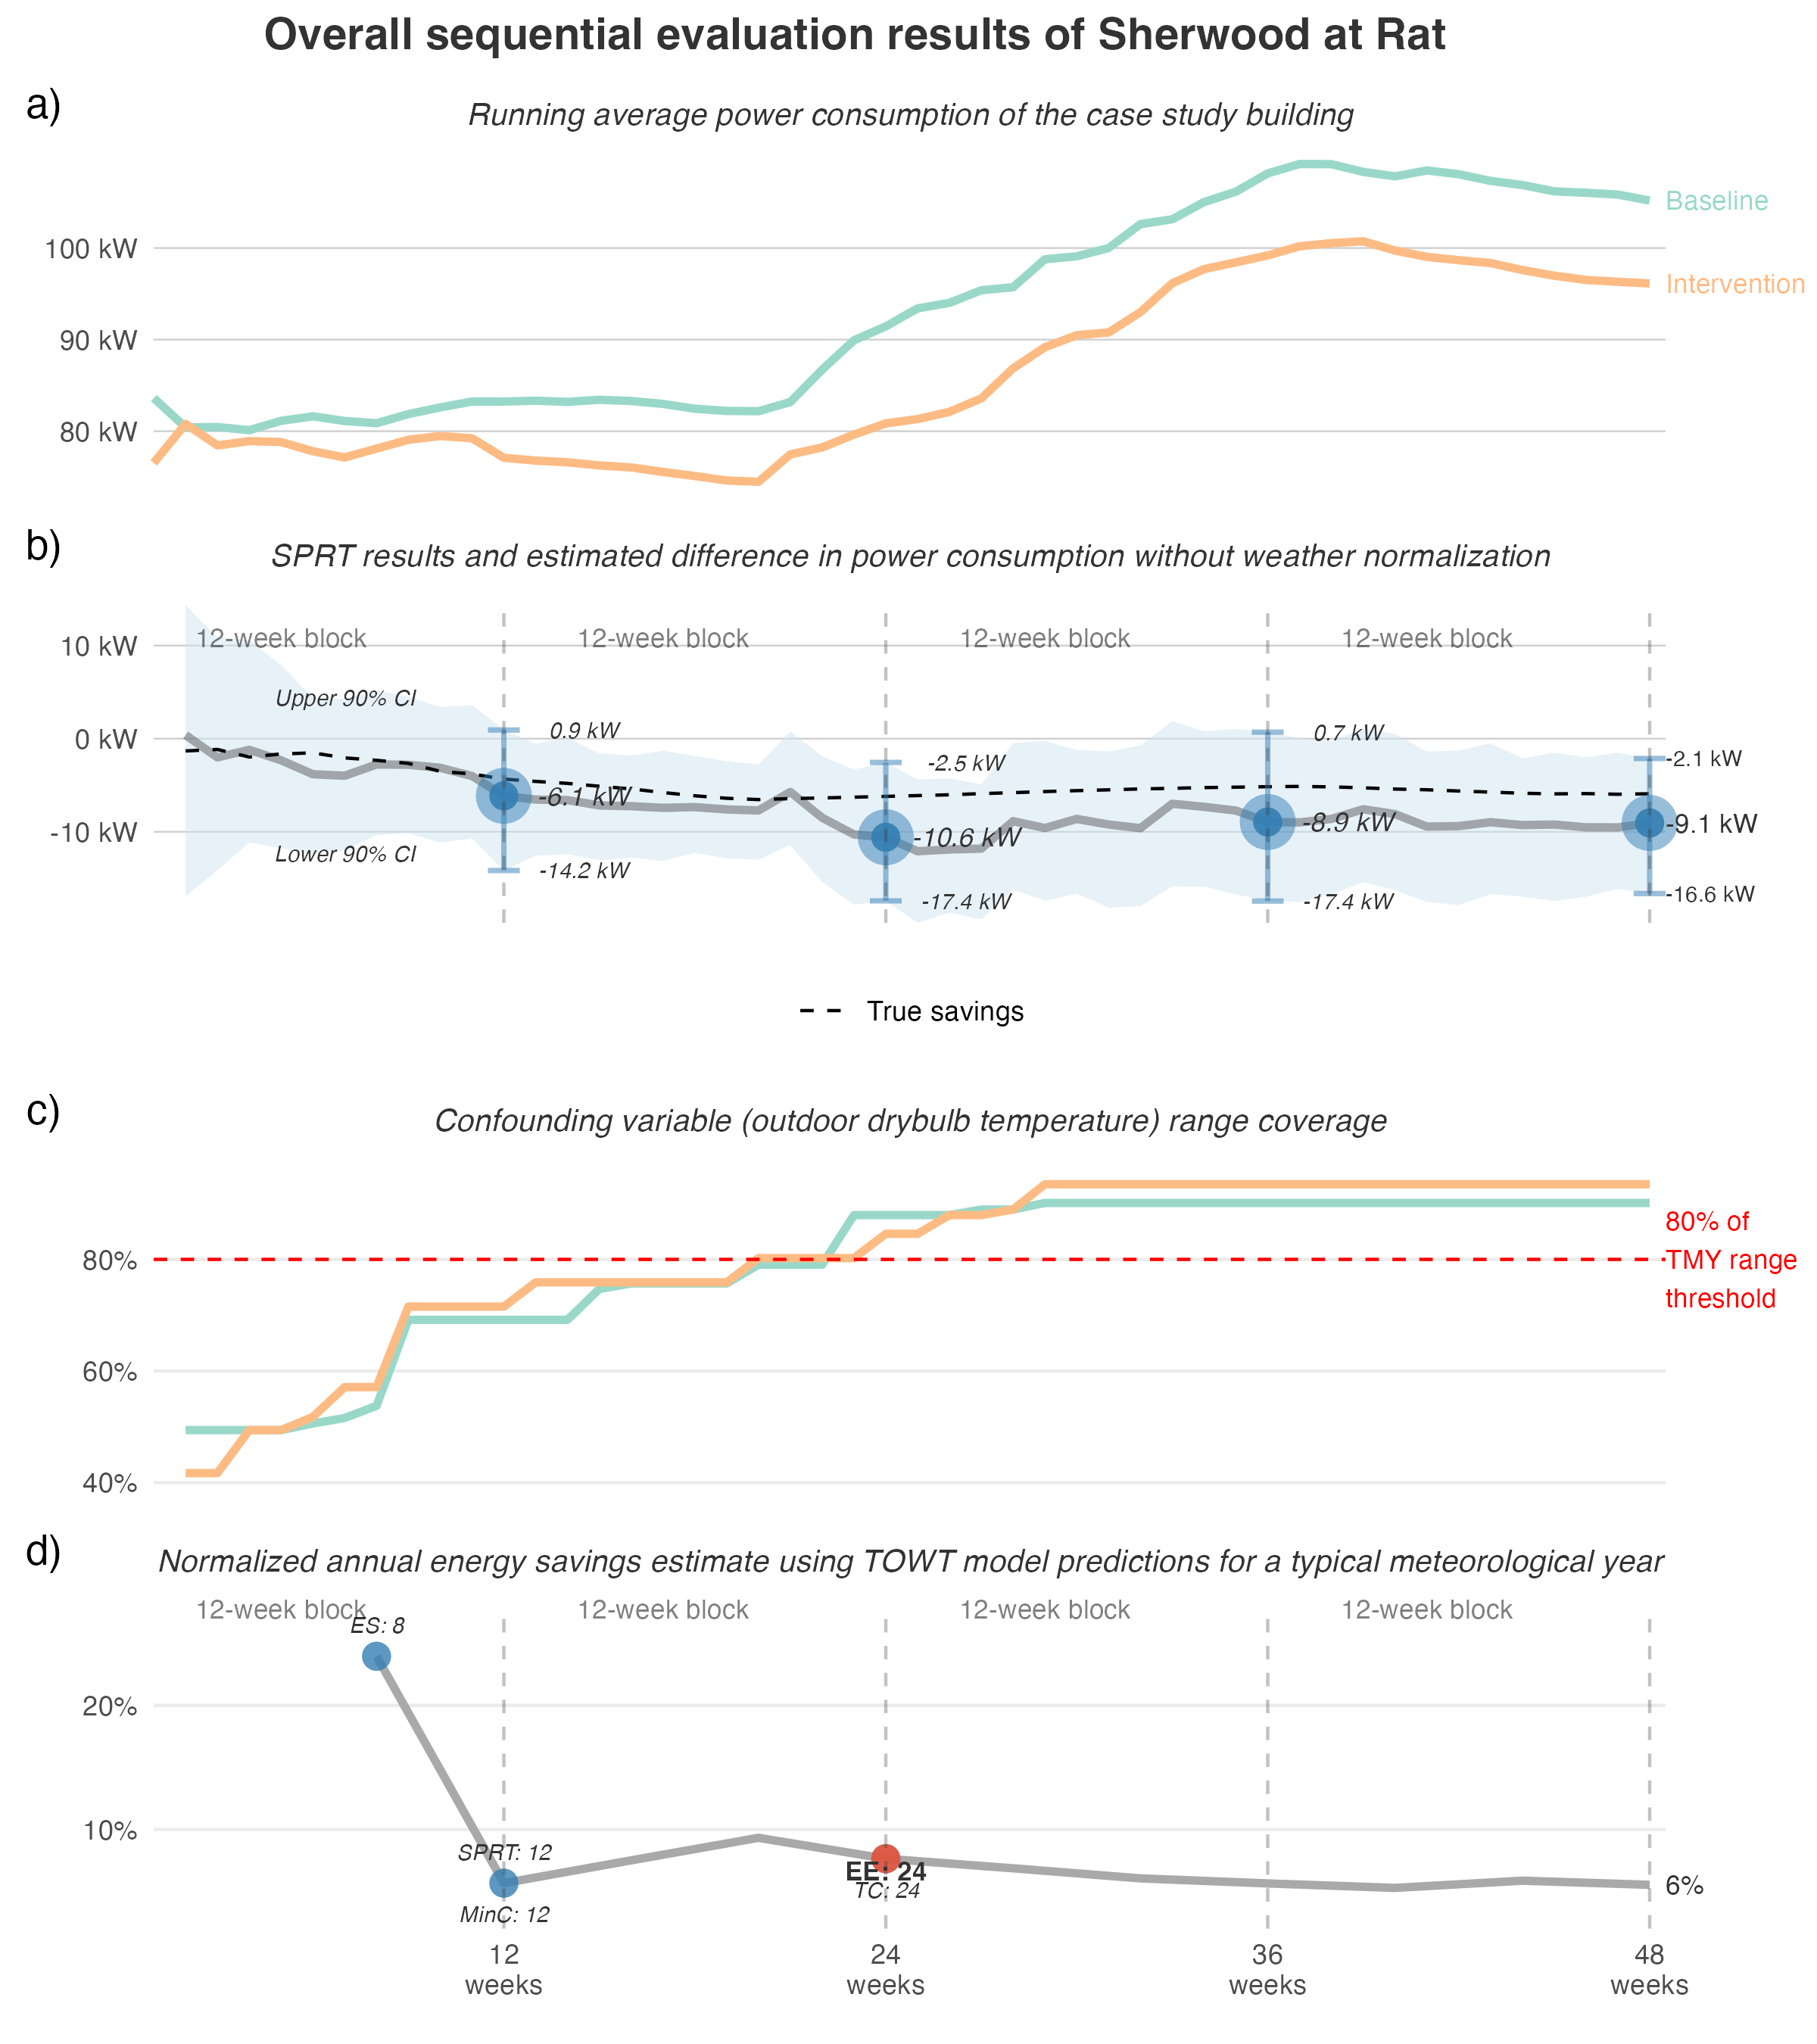 Overall sequential evaluation results of Sherwood at Rat
a)
Running average power consumption of the case study building
100 kW
90 kW
80 kW
Baseline
Intervention
b)
SPRT results and estimated difference in power consumption without weather normalization
12-week block
12-week block
12-week block
12-week block
10 kW
0 kW
-10 kW
Upper 90% CI
Lower 90% CI
0.9 kW
-6.1 kW
-14.2 kW
-2.5 kW
-10.6 kW
-17.4 kW
0.7 kW
-8.9 kW
-17.4 kW
-2.1 kW
-9.1 kW
-16.6 kW
True savings
c)
Confounding variable (outdoor drybulb temperature) range coverage
80%
60%
40%
80% of
TMY range
threshold
d)
Normalized annual energy savings estimate using TOWT model predictions for a typical meteorological year
12-week block
12-week block
12-week block
12-week block
20%
10%
ES: 8
SPRT: 12
MinC: 12
EE: 24
TC: 24
6%
12
weeks
24
weeks
36
weeks
48
weeks